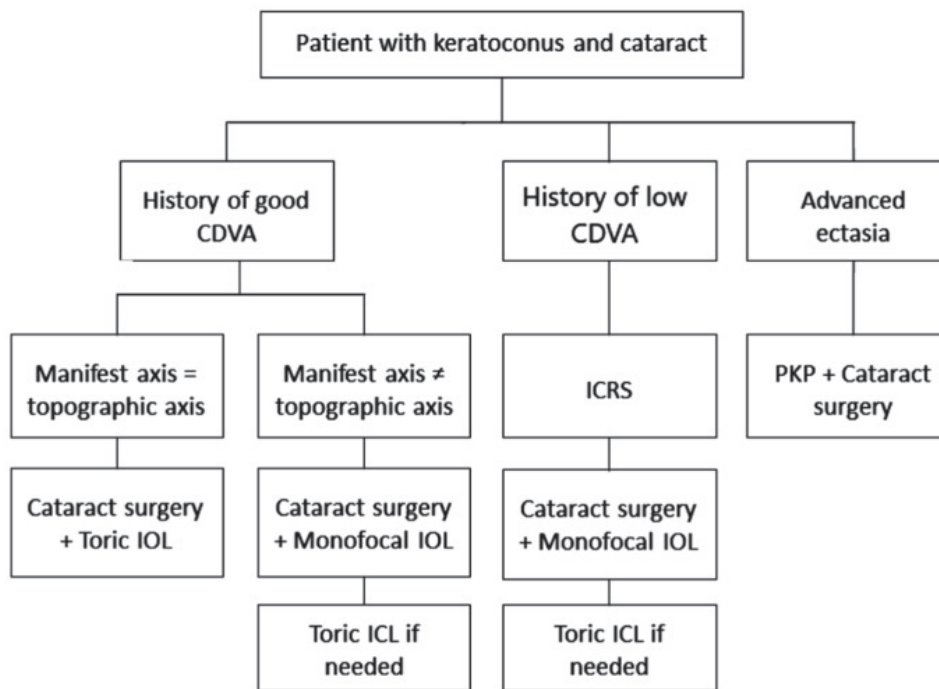 Patient with keratoconus and cataract
History of good
CDVA
History of low
CDVA
Advanced
ectasia
Manifest axis =
topographic axis
Manifest axis ≠
topographic axis
ICRS
PKP + Cataract
surgery
Cataract surgery
+ Toric IOL
Cataract surgery
+ Monofocal IOL
Cataract surgery
+ Monofocal IOL
Toric ICL if
needed
Toric ICL if
needed